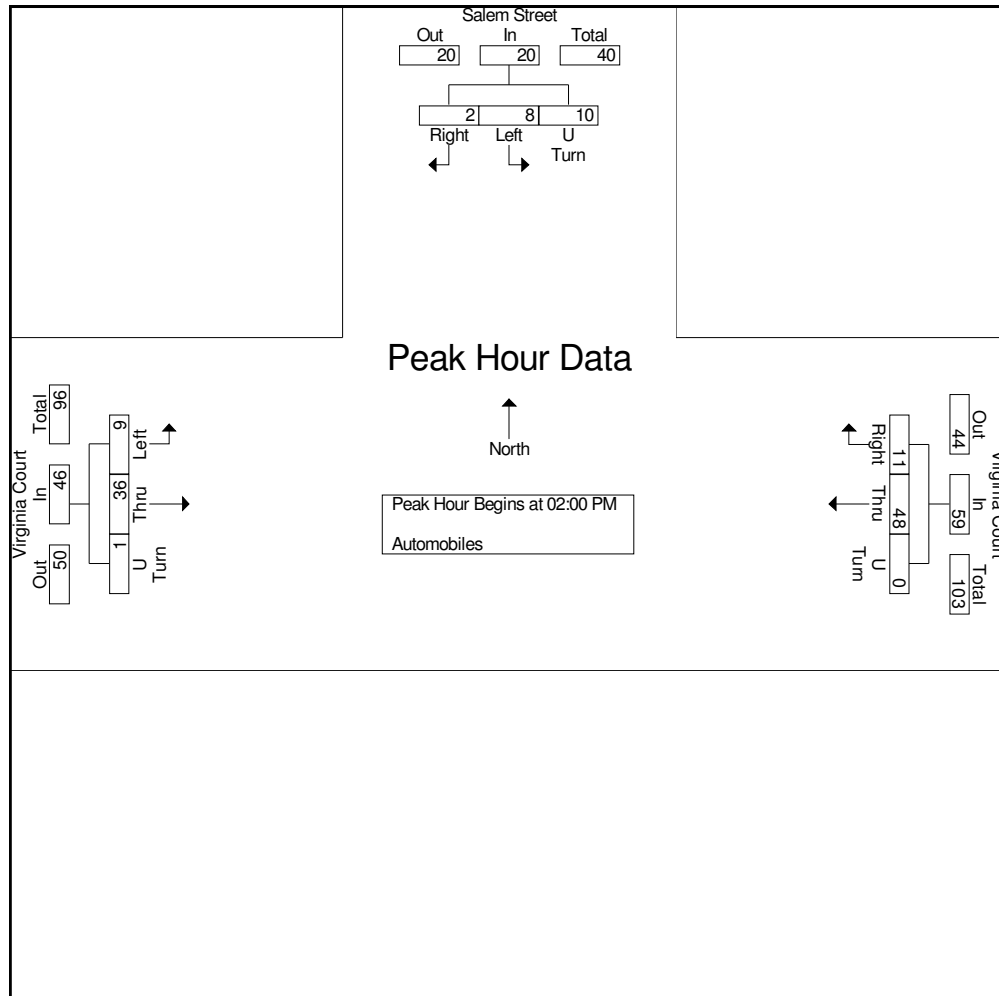 Salem Street
Out In Total
20 20 40
2 8 10
Right Left U
Turn
Peak Hour Data
North
Peak Hour Begins at 02:00 PM
Automobiles
Virginia Court
Total In Out
96 46 50
9 36 1
Left Thru U
Turn
Virginia Court
Out In Total
44 59 103
11 48 0
Right Thru U
Turn